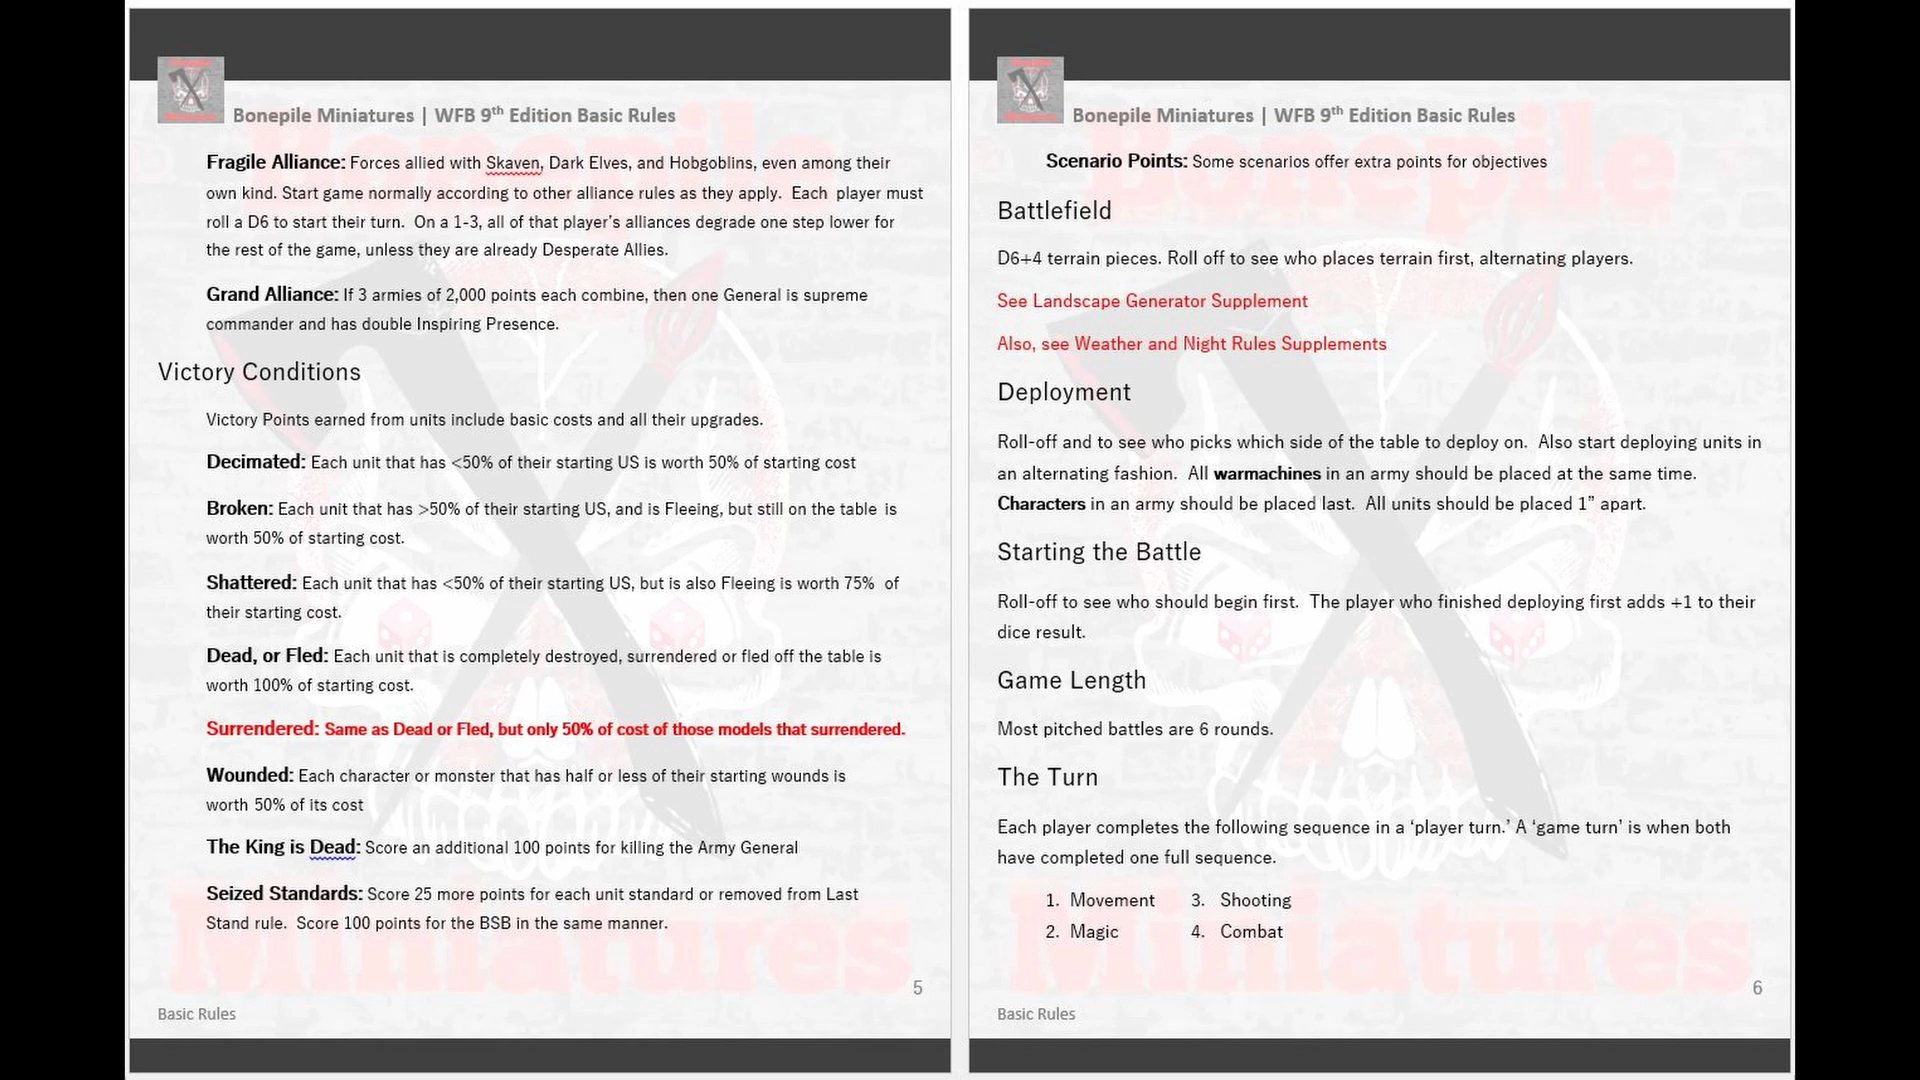 Bonepile Miniatures | WFB 9th Edition Basic Rules
Fragile Alliance: Forces allied with Skaven, Dark Elves, and Hobgoblins, even among their
own kind. Start game normally according to other alliance rules as they apply.  Each  player must
roll a D6 to start their turn.  On a 1-3, all of that player’s alliances degrade one step lower for
the rest of the game, unless they are already Desperate Allies.
Grand Alliance: If 3 armies of 2,000 points each combine, then one General is supreme
commander and has double Inspiring Presence.
Victory Conditions
Victory Points earned from units include basic costs and all their upgrades.
Decimated: Each unit that has <50% of their starting US is worth 50% of starting cost
Broken: Each unit that has >50% of their starting US, and is Fleeing, but still on the table is
worth 50% of starting cost.
Shattered: Each unit that has <50% of their starting US, but is also Fleeing is worth 75%  of
their starting cost.
Dead, or Fled: Each unit that is completely destroyed, surrendered or fled off the table is
worth 100% of starting cost.
Surrendered: Same as Dead or Fled, but only 50% of cost of those models that surrendered.
Wounded: Each character or monster that has half or less of their starting wounds is
worth 50% of its cost
The King is Dead: Score an additional 100 points for killing the Army General
Seized Standards: Score 25 more points for each unit standard or removed from Last
Stand rule.  Score 100 points for the BSB in the same manner.
5
Basic Rules
Bonepile Miniatures | WFB 9th Edition Basic Rules
Scenario Points: Some scenarios offer extra points for objectives
Battlefield
D6+4 terrain pieces. Roll off to see who places terrain first, alternating players.
See Landscape Generator Supplement
Also, see Weather and Night Rules Supplements
Deployment
Roll-off and to see who picks which side of the table to deploy on.  Also start deploying units in
an alternating fashion.  All warmachines in an army should be placed at the same time.
Characters in an army should be placed last.  All units should be placed 1” apart.
Starting the Battle
Roll-off to see who should begin first.  The player who finished deploying first adds +1 to their
dice result.
Game Length
Most pitched battles are 6 rounds.
The Turn
Each player completes the following sequence in a ‘player turn.’ A ‘game turn’ is when both
have completed one full sequence.
1. Movement 3. Shooting
2. Magic 4. Combat
6
Basic Rules
Bonepile
Miniatures
Bonepile
Miniatures